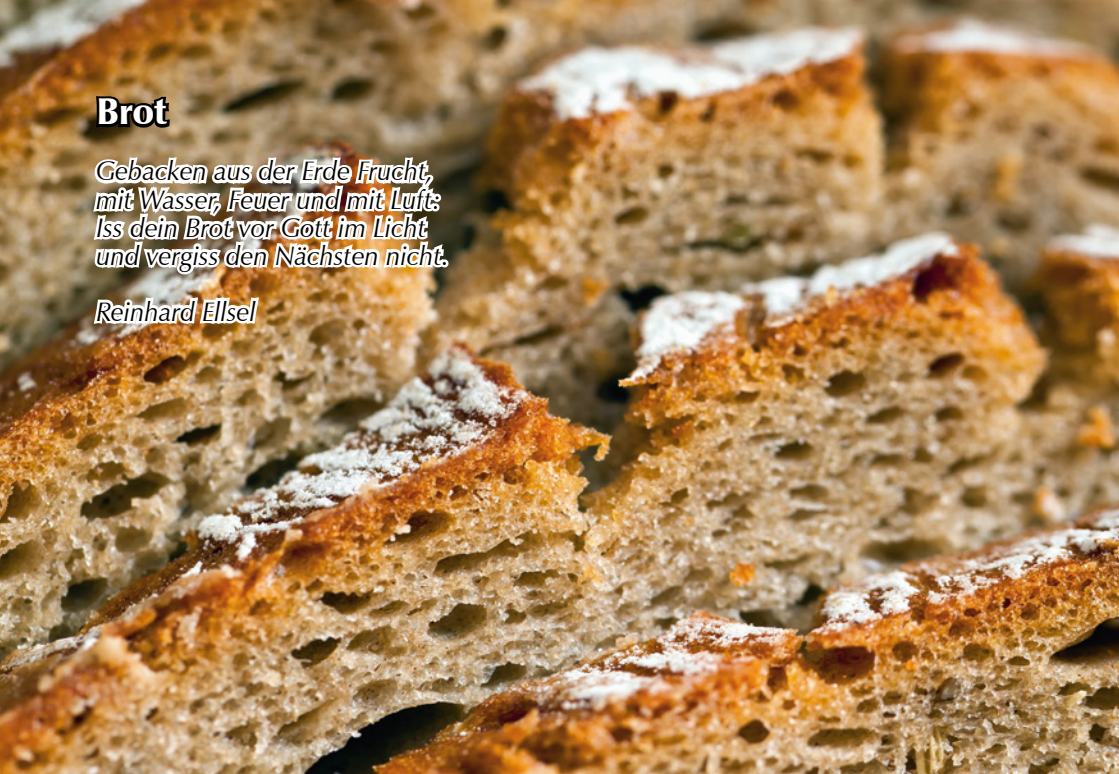 Brot
Gebacken aus der Erde Frucht,
mit Wasser, Feuer und mit Luft:
Iss dein Brot vor Gott im Licht
und vergiss den Nächsten nicht.
Reinhard Ellsel